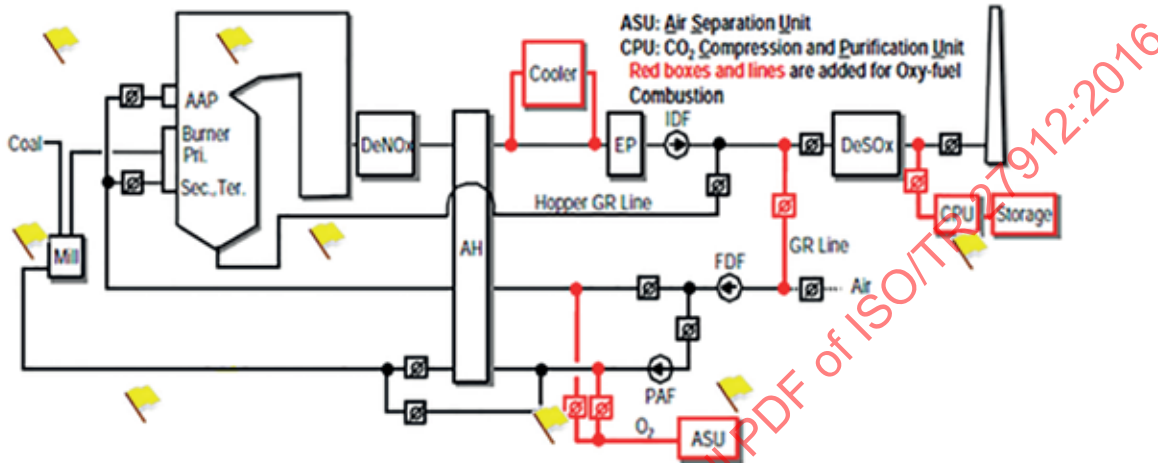 ASU: Air Separation Unit
CPU: CO₂ Compression and Purification Unit
Red boxes and lines are added for Oxy-fuel
Combustion
Cooler
IDF
AAP
Coal
Burner
Pri.
DeNOx
EP
DeSOx
Sec.,Ter.
Hopper GR Line
CPU
Storage
Mill
AH
GR Line
FDF
Air
PAF
O₂
ASU
PDF of ISO/TR 27912:2016